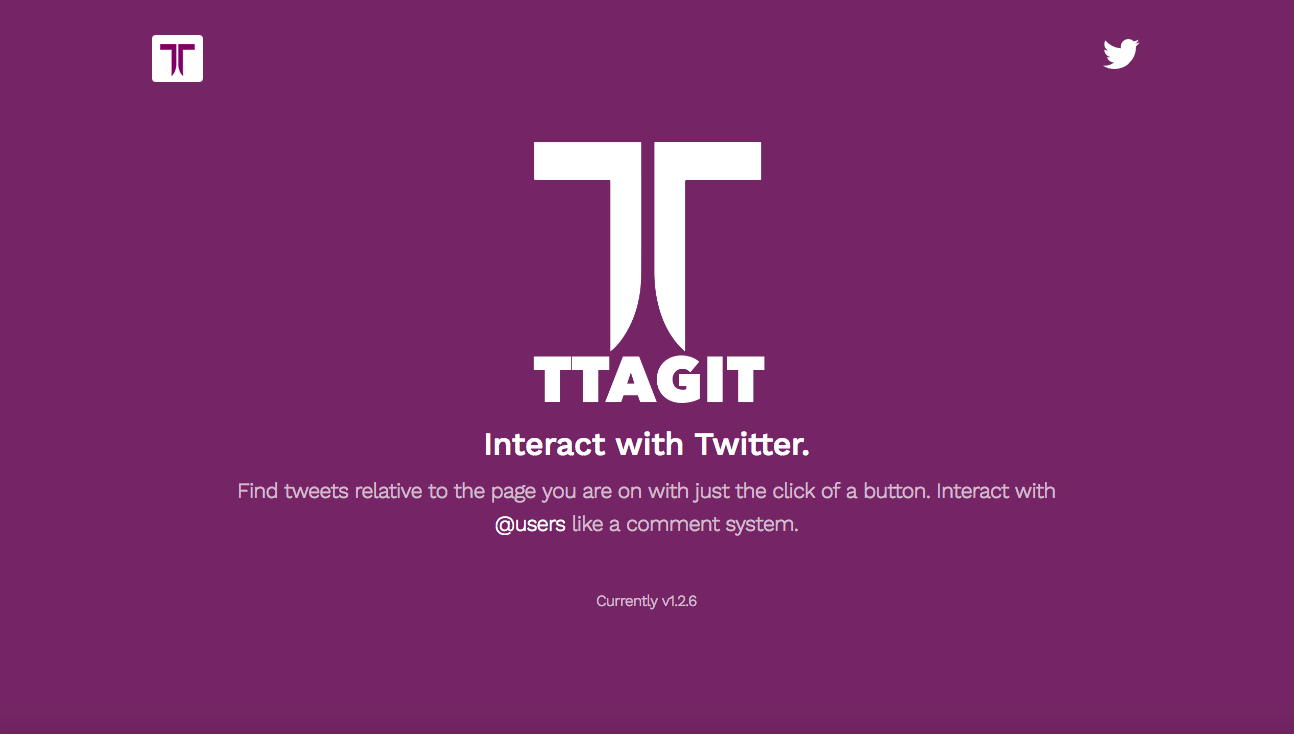 TTAGIT
Interact with Twitter.
Find tweets relative to the page you are on with just the click of a button. Interact with
@users like a comment system.
Currently v1.2.6